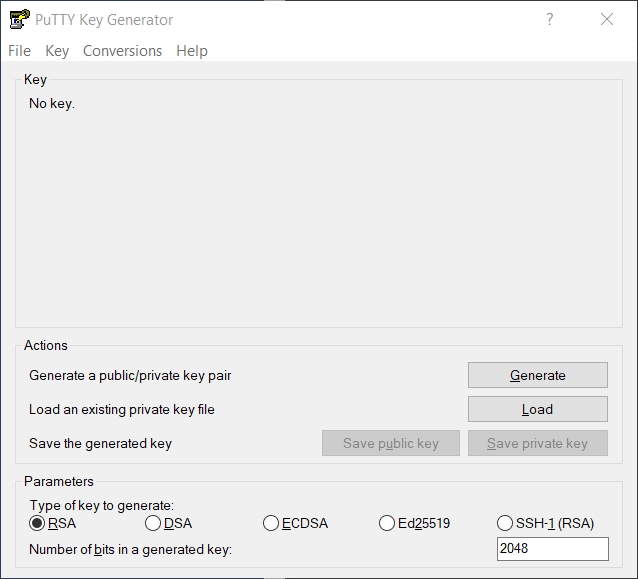 PuTTY Key Generator
?
File Key Conversions Help
Key
No key.
Actions
Generate a public/private key pair
Generate
Load an existing private key file
Load
Save the generated key
Save public key
Save private key
Parameters
Type of key to generate:
RSA DSA ECDSA Ed25519 SSH-1 (RSA)
Number of bits in a generated key:
2048